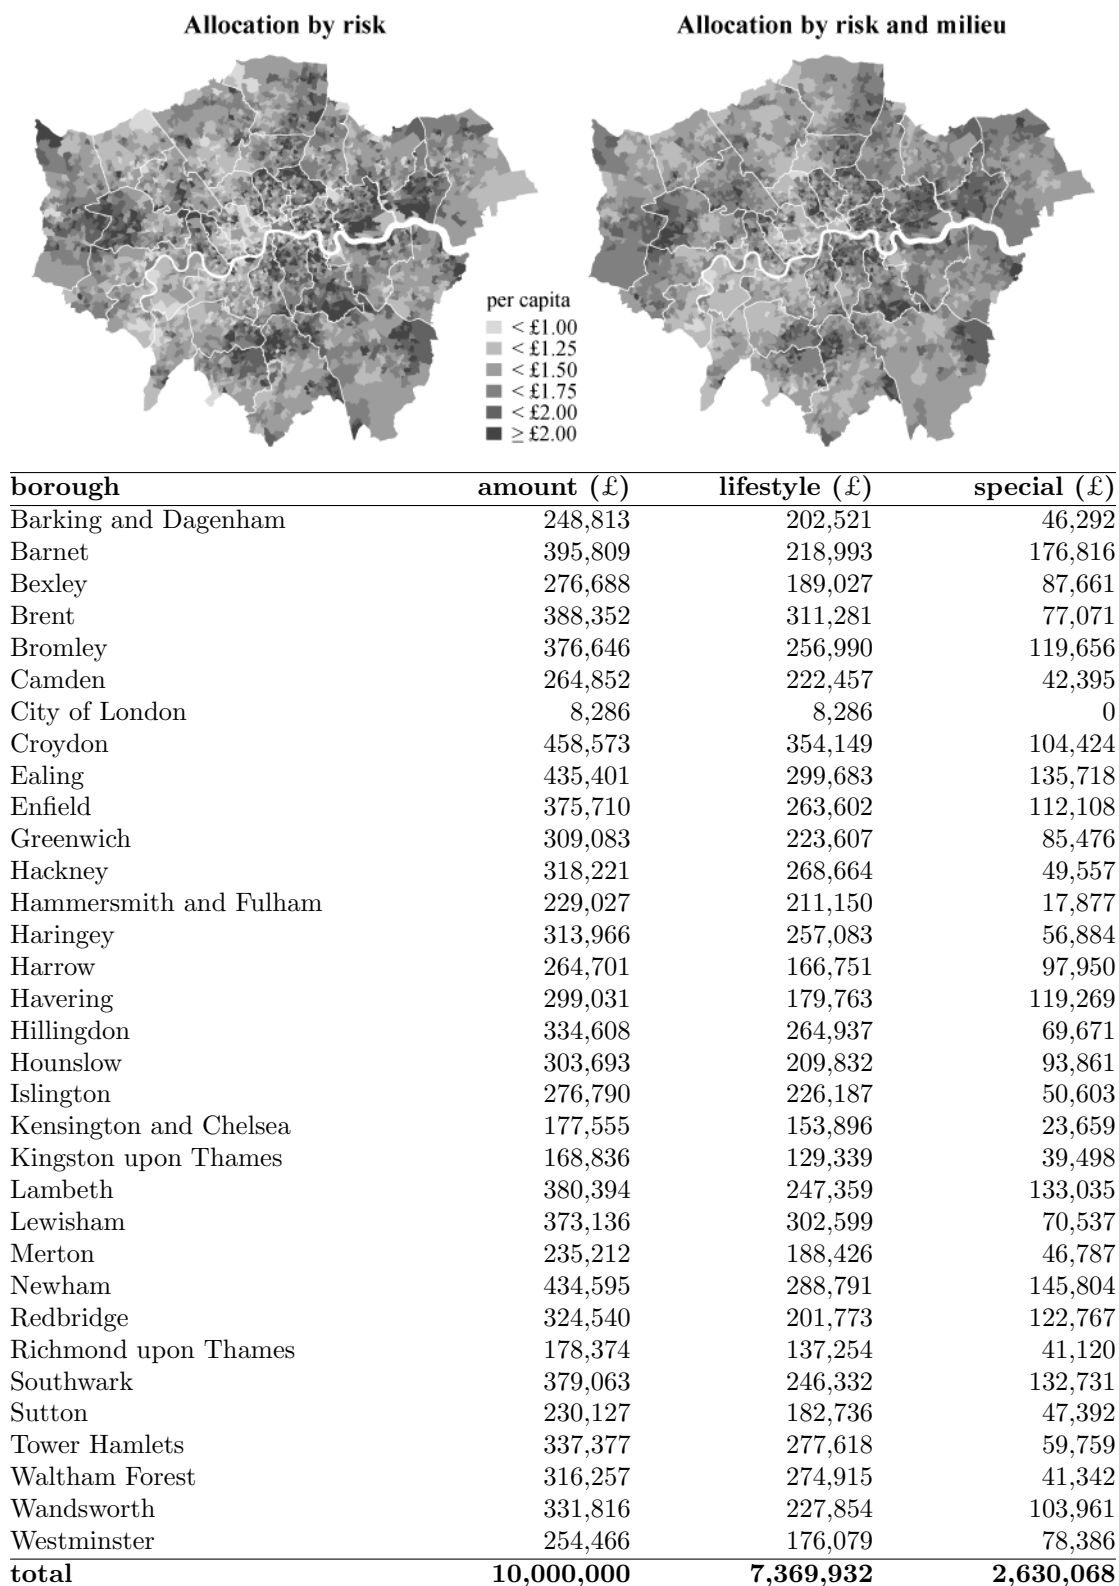 Allocation by risk Allocation by risk and milieu
per capita
< £1.00
< £1.25
< £1.50
< £1.75
< £2.00
≥ £2.00
borough amount (£) lifestyle (£) special (£)
Barking and Dagenham 248,813 202,521 46,292
Barnet 395,809 218,993 176,816
Bexley 276,688 189,027 87,661
Brent 388,352 311,281 77,071
Bromley 376,646 256,990 119,656
Camden 264,852 222,457 42,395
City of London 8,286 8,286 0
Croydon 458,573 354,149 104,424
Ealing 435,401 299,683 135,718
Enfield 375,710 263,602 112,108
Greenwich 309,083 223,607 85,476
Hackney 318,221 268,664 49,557
Hammersmith and Fulham 229,027 211,150 17,877
Haringey 313,966 257,083 56,884
Harrow 264,701 166,751 97,950
Havering 299,031 179,763 119,269
Hillingdon 334,608 264,937 69,671
Hounslow 303,693 209,832 93,861
Islington 276,790 226,187 50,603
Kensington and Chelsea 177,555 153,896 23,659
Kingston upon Thames 168,836 129,339 39,498
Lambeth 380,394 247,359 133,035
Lewisham 373,136 302,599 70,537
Merton 235,212 188,426 46,787
Newham 434,595 288,791 145,804
Redbridge 324,540 201,773 122,767
Richmond upon Thames 178,374 137,254 41,120
Southwark 379,063 246,332 132,731
Sutton 230,127 182,736 47,392
Tower Hamlets 337,377 277,618 59,759
Waltham Forest 316,257 274,915 41,342
Wandsworth 331,816 227,854 103,961
Westminster 254,466 176,079 78,386
total 10,000,000 7,369,932 2,630,068